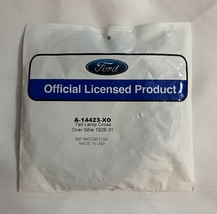 Ford
Official Licensed Product
A-14423-XO
Tail Lamp Cross
Over Wire 1928-31
MADE IN USA